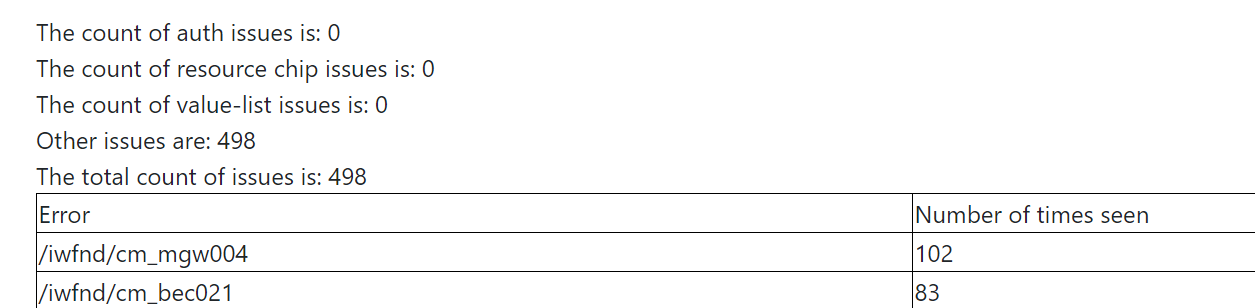 The count of auth issues is: 0
The count of resource chip issues is: 0
The count of value-list issues is: 0
Other issues are: 498
The total count of issues is: 498
Error Number of times seen
/iwfnd/cm_mgw004 102
/iwfnd/cm_bec021 83